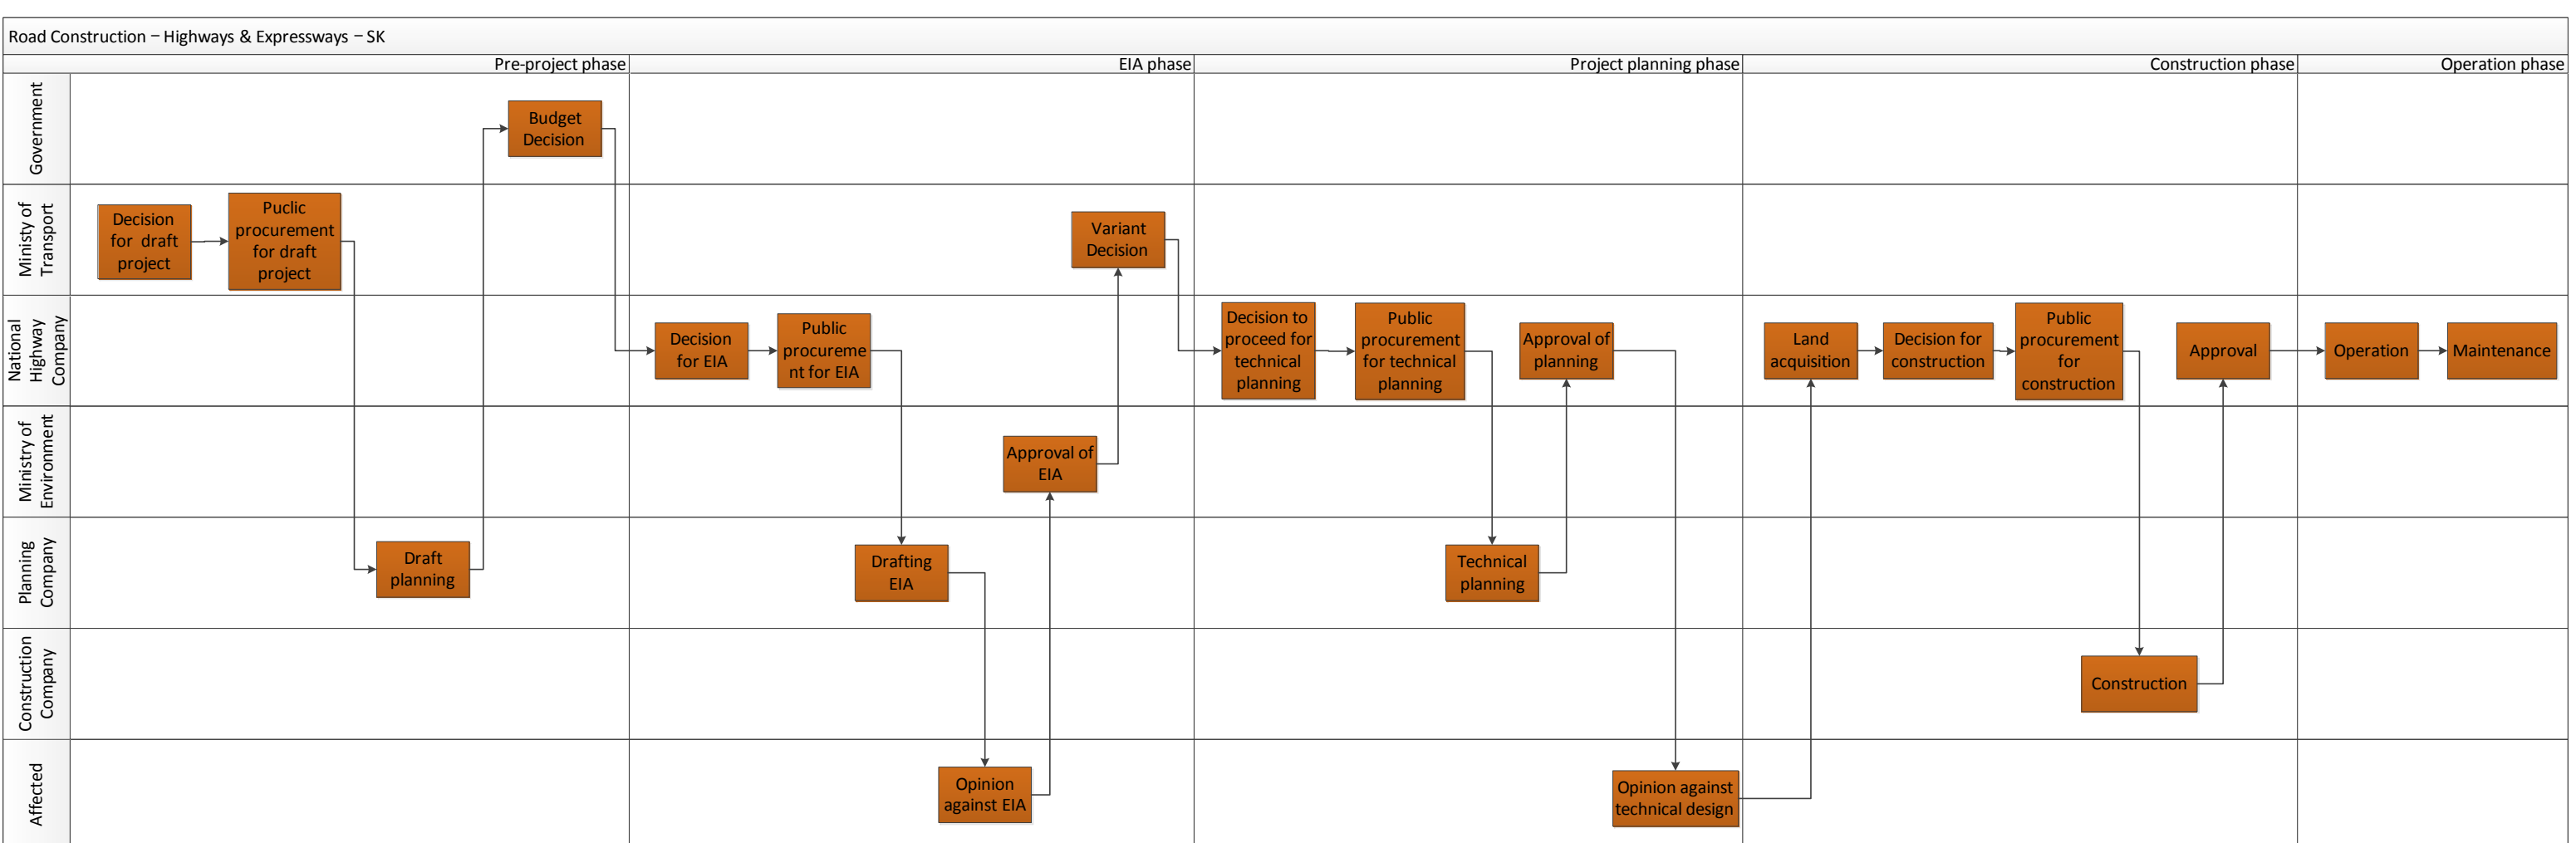 Road Construction – Highways & Expressways – SK
Pre-project phase
EIA phase
Project planning phase
Construction phase
Operation phase
Government
Budget
Decision
Ministy of
Transport
Decision
for draft
project
Puclic
procurement
for draft
project
Variant
Decision
National
Highway
Company
Decision
for EIA
Public
procureme
nt for EIA
Decision to
proceed for
technical
planning
Public
procurement
for technical
planning
Approval of
planning
Land
acquisition
Decision for
construction
Public
procurement
for
construction
Approval
Operation
Maintenance
Ministry of
Environment
Approval of
EIA
Planning
Company
Draft
planning
Drafting
EIA
Technical
planning
Construction
Company
Construction
Affected
Opinion
against EIA
Opinion against
technical design